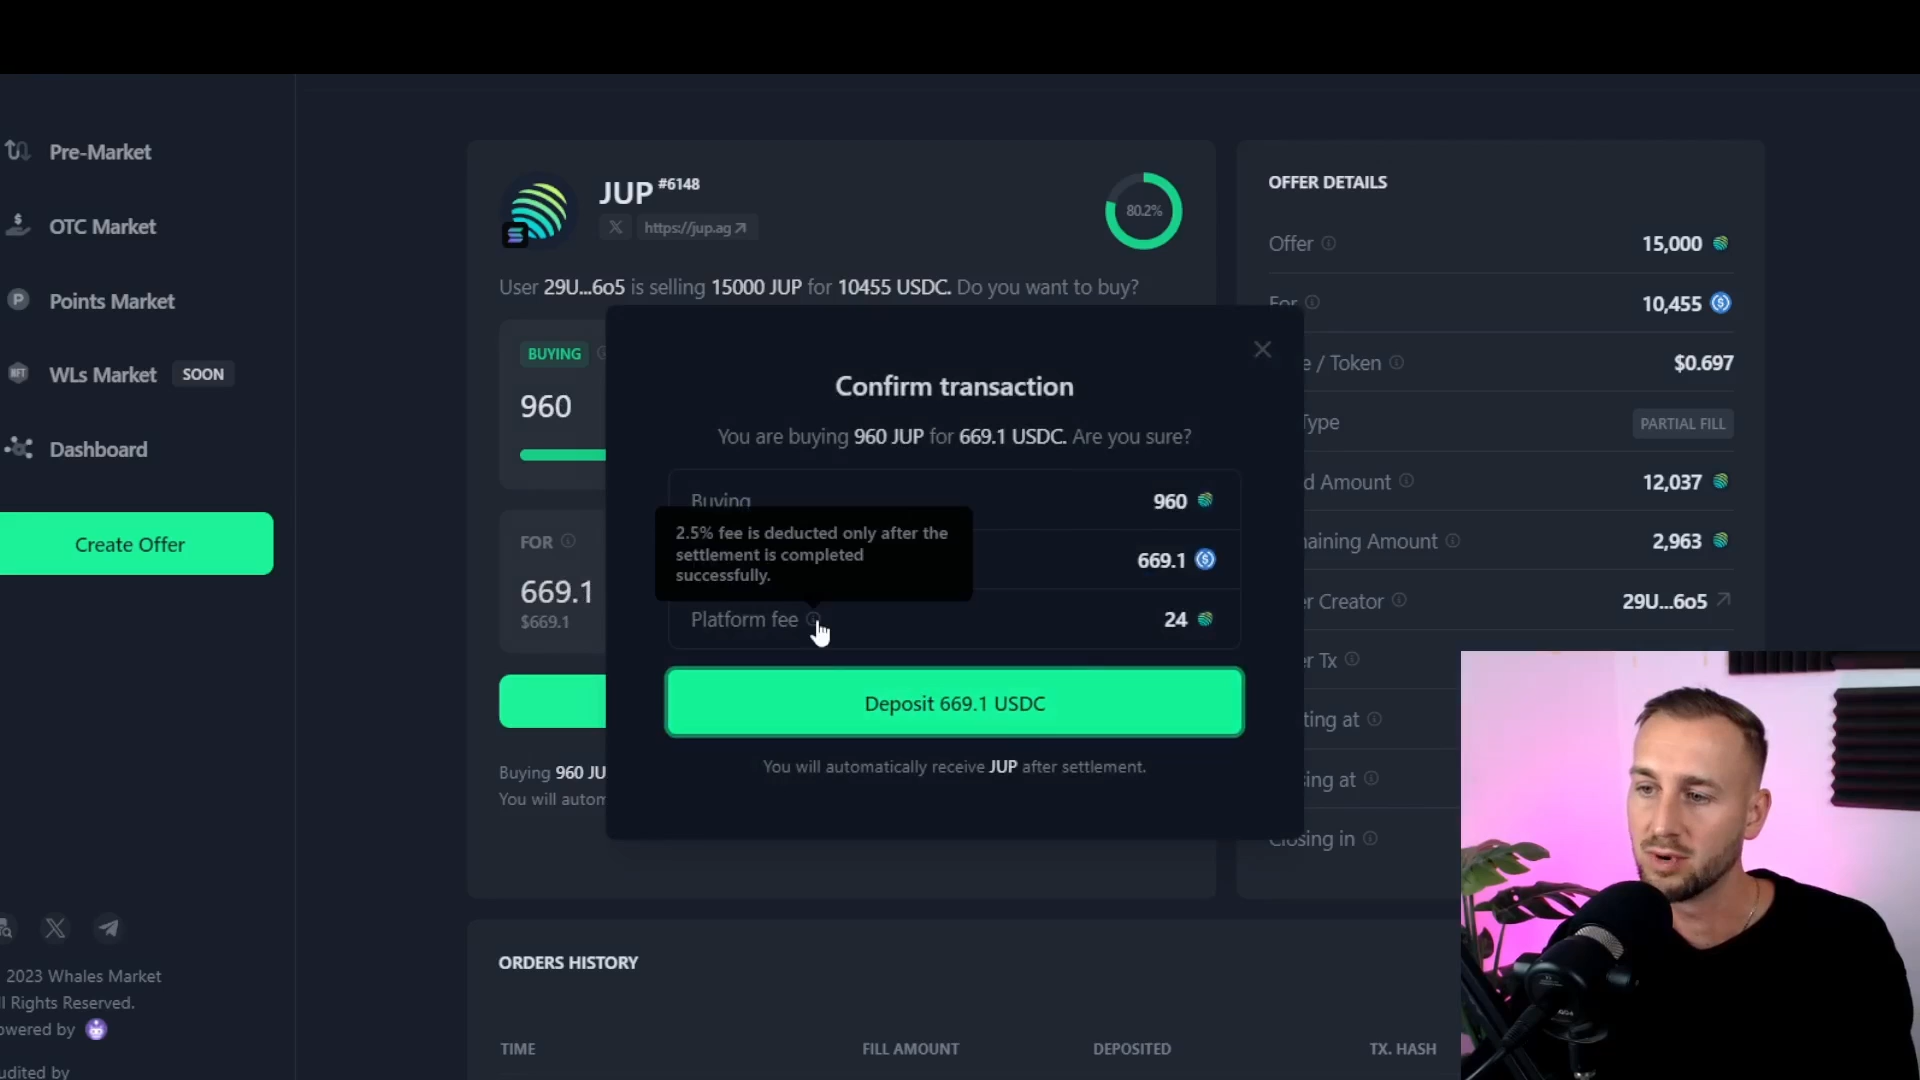 Pre-Market
OTC Market
Points Market
WLs Market SOON
Dashboard
Create Offer
2023 Whales Market
Rights Reserved.
by
by
JUP #6148
https://jup.ag
80.2%
User 29U...6o5 is selling 15000 JUP for 10455 USDC. Do you want to buy?
BUYING
960
FOR
669.1
$669.1
Buying 960 JU
You will autom
Confirm transaction
You are buying 960 JUP for 669.1 USDC. Are you sure?
Buying 960
2.5% fee is deducted only after the
settlement is completed
successfully.
669.1
Platform fee 24
Deposit 669.1 USDC
You will automatically receive JUP after settlement.
OFFER DETAILS
Offer 15,000
For 10,455
/ Token $0.697
Type PARTIAL FILL
Amount 12,037
Amount 2,963
Creator 29U...6o5
Tx
at
at
Closing in
ORDERS HISTORY
TIME FILL AMOUNT DEPOSITED TX. HASH